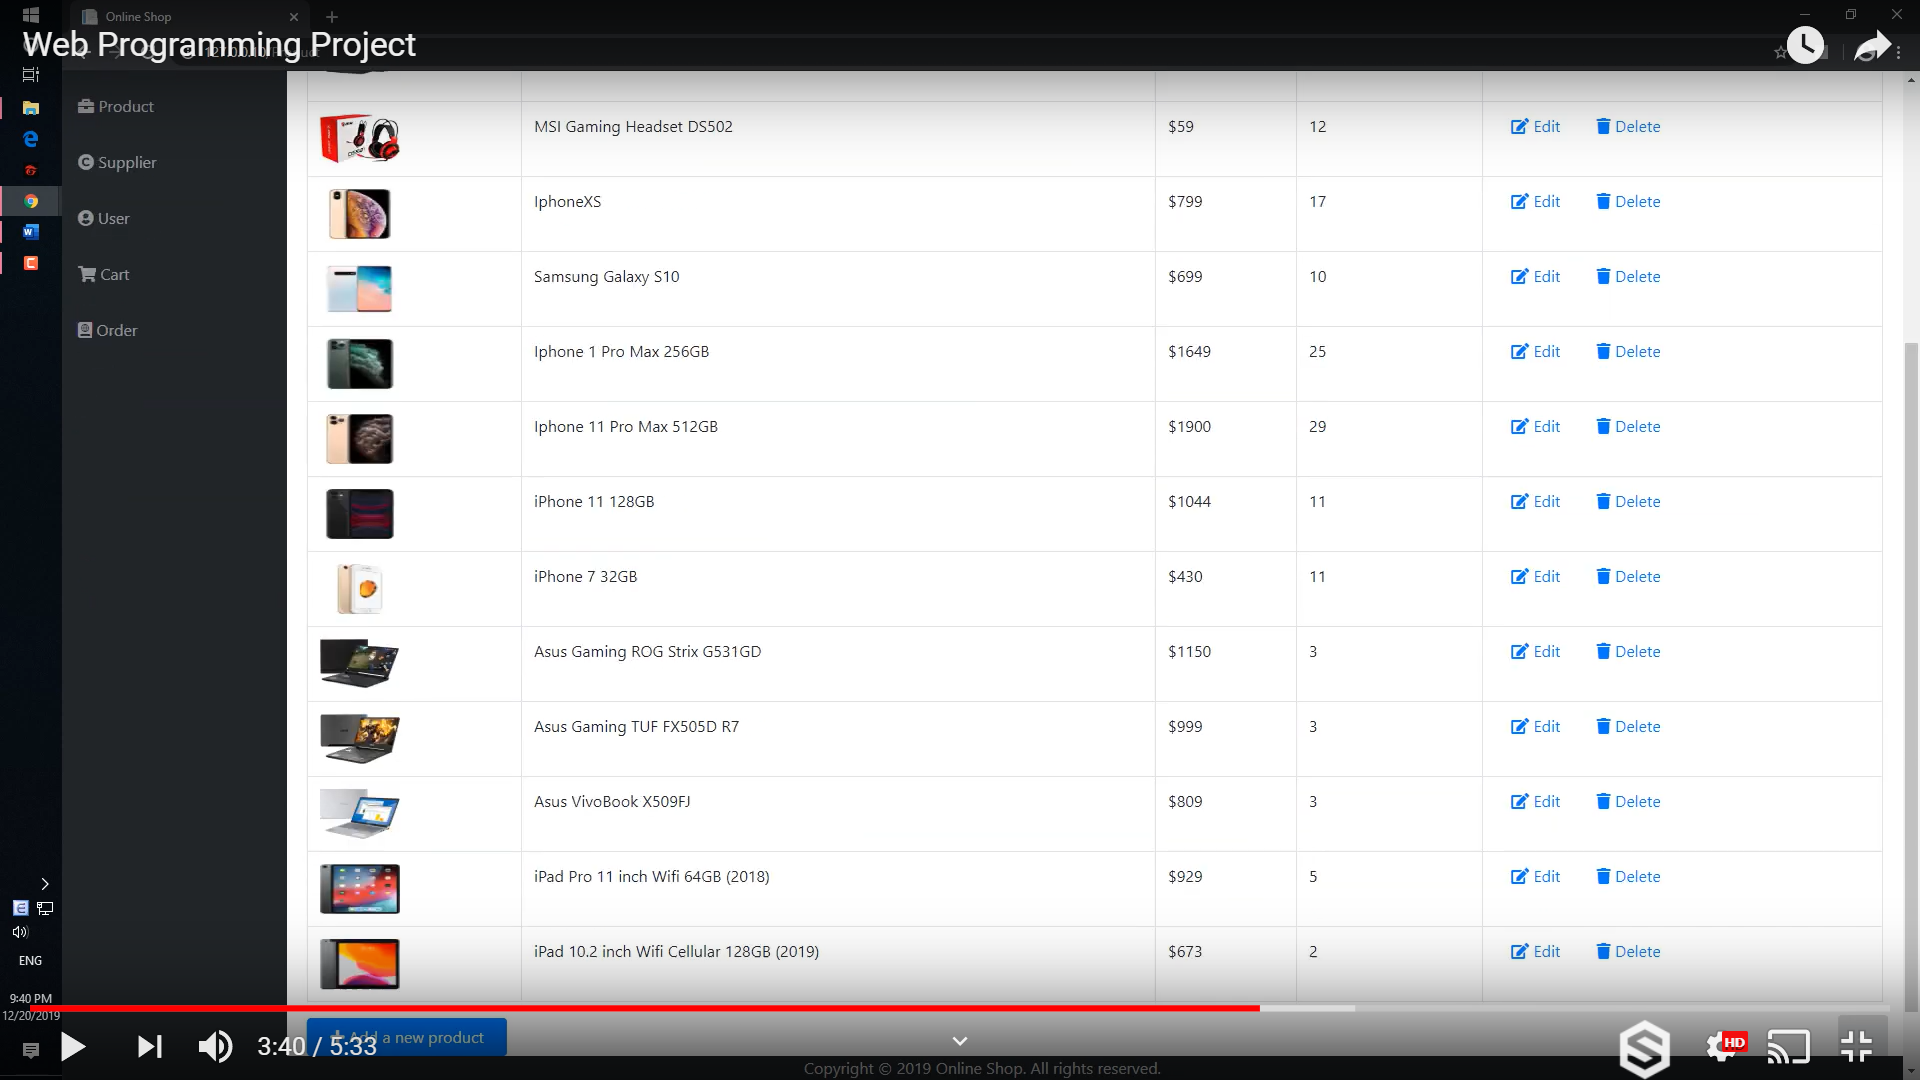 Online Shop
Web Programming Project
Product
Supplier
User
Cart
Order
MSI Gaming Headset DS502 $59 12 Edit Delete
IphoneXS $799 17 Edit Delete
Samsung Galaxy S10 $699 10 Edit Delete
Iphone 1 Pro Max 256GB $1649 25 Edit Delete
Iphone 11 Pro Max 512GB $1900 29 Edit Delete
iPhone 11 128GB $1044 11 Edit Delete
iPhone 7 32GB $430 11 Edit Delete
Asus Gaming ROG Strix G531GD $1150 3 Edit Delete
Asus Gaming TUF FX505D R7 $999 3 Edit Delete
Asus VivoBook X509FJ $809 3 Edit Delete
iPad Pro 11 inch Wifi 64GB (2018) $929 5 Edit Delete
iPad 10.2 inch Wifi Cellular 128GB (2019) $673 2 Edit Delete
ENG
9:40 PM
12/20/2019
Add a new product
3:40 / 5:33
HD
Copyright © 2019 Online Shop. All rights reserved.